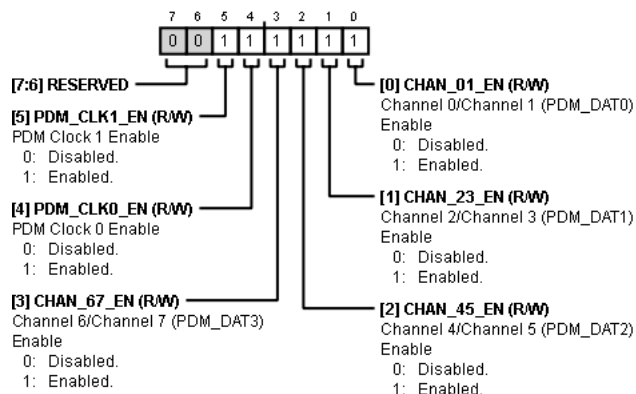 7 6 5 4 3 2 1 0
0 0 1 1 1 1 1 1
[7:6] RESERVED
[5] PDM_CLK1_EN (R/W)
PDM Clock 1 Enable
0: Disabled.
1: Enabled.
[4] PDM_CLK0_EN (R/W)
PDM Clock 0 Enable
0: Disabled.
1: Enabled.
[3] CHAN_67_EN (R/W)
Channel 6/Channel 7 (PDM_DAT3)
Enable
0: Disabled.
1: Enabled.
[0] CHAN_01_EN (R/W)
Channel 0/Channel 1 (PDM_DAT0)
Enable
0: Disabled.
1: Enabled.
[1] CHAN_23_EN (R/W)
Channel 2/Channel 3 (PDM_DAT1)
Enable
0: Disabled.
1: Enabled.
[2] CHAN_45_EN (R/W)
Channel 4/Channel 5 (PDM_DAT2)
Enable
0: Disabled.
1: Enabled.